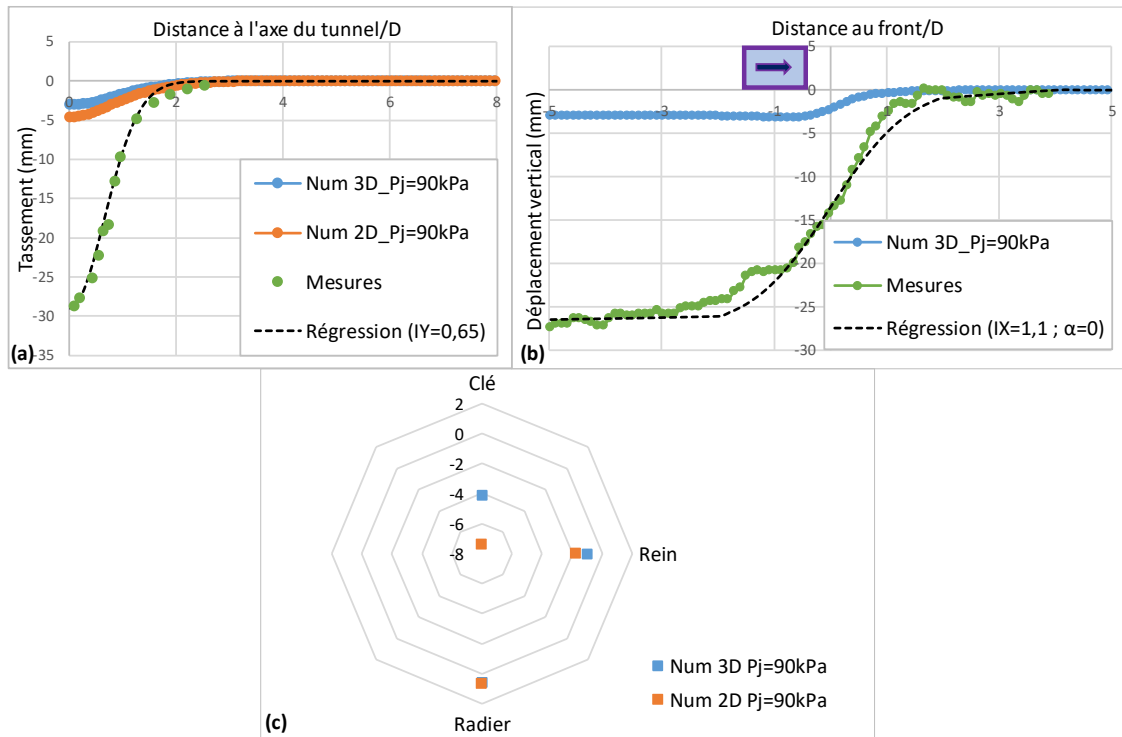 Distance à l'axe du tunnel/D
5
0
-5
-10
-15
-20
-25
-30
-35
0 2 4 6 8
Tassement (mm)
Num 3D_Pj=90kPa
Num 2D_Pj=90kPa
Mesures
Régression (IY=0,65)
(a)
Distance au front/D
5
0
-5
-10
-15
-20
-25
-30
-5 -3 -1 1 3 5
Déplacement vertical (mm)
Num 3D_Pj=90kPa
Mesures
Régression (IX=1,1 ; α=0)
(b)
Clé
2
0
-2
-4
-6
-8
Rein
Radier
Num 3D Pj=90kPa
Num 2D Pj=90kPa
(c)